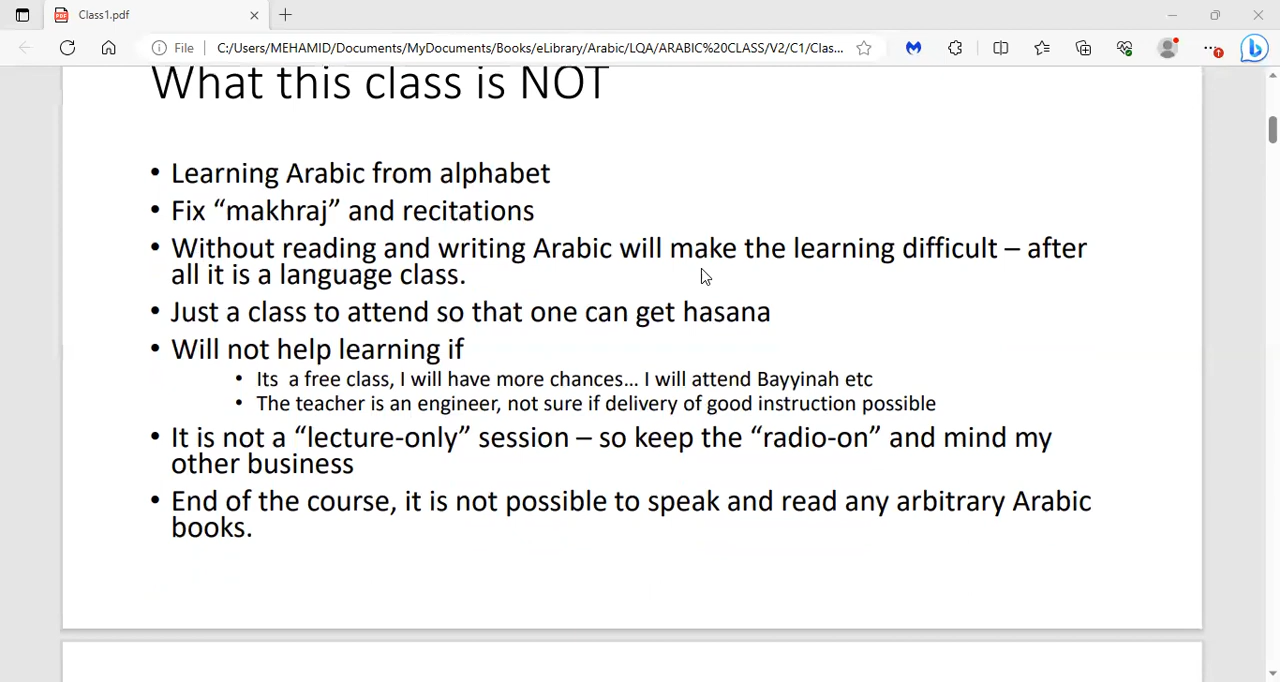 Class1.pdf
File
C:/Users/MEHAMID/Documents/MyDocuments/Books/eLibrary/Arabic/LQA/ARABIC%20CLASS/V2/C1/Clas...
What this class is NOT
• Learning Arabic from alphabet
• Fix “makhraj” and recitations
• Without reading and writing Arabic will make the learning difficult – after
all it is a language class.
• Just a class to attend so that one can get hasana
• Will not help learning if
• Its a free class, I will have more chances... I will attend Bayyinah etc
• The teacher is an engineer, not sure if delivery of good instruction possible
• It is not a “lecture-only” session – so keep the “radio-on” and mind my
other business
• End of the course, it is not possible to speak and read any arbitrary Arabic
books.